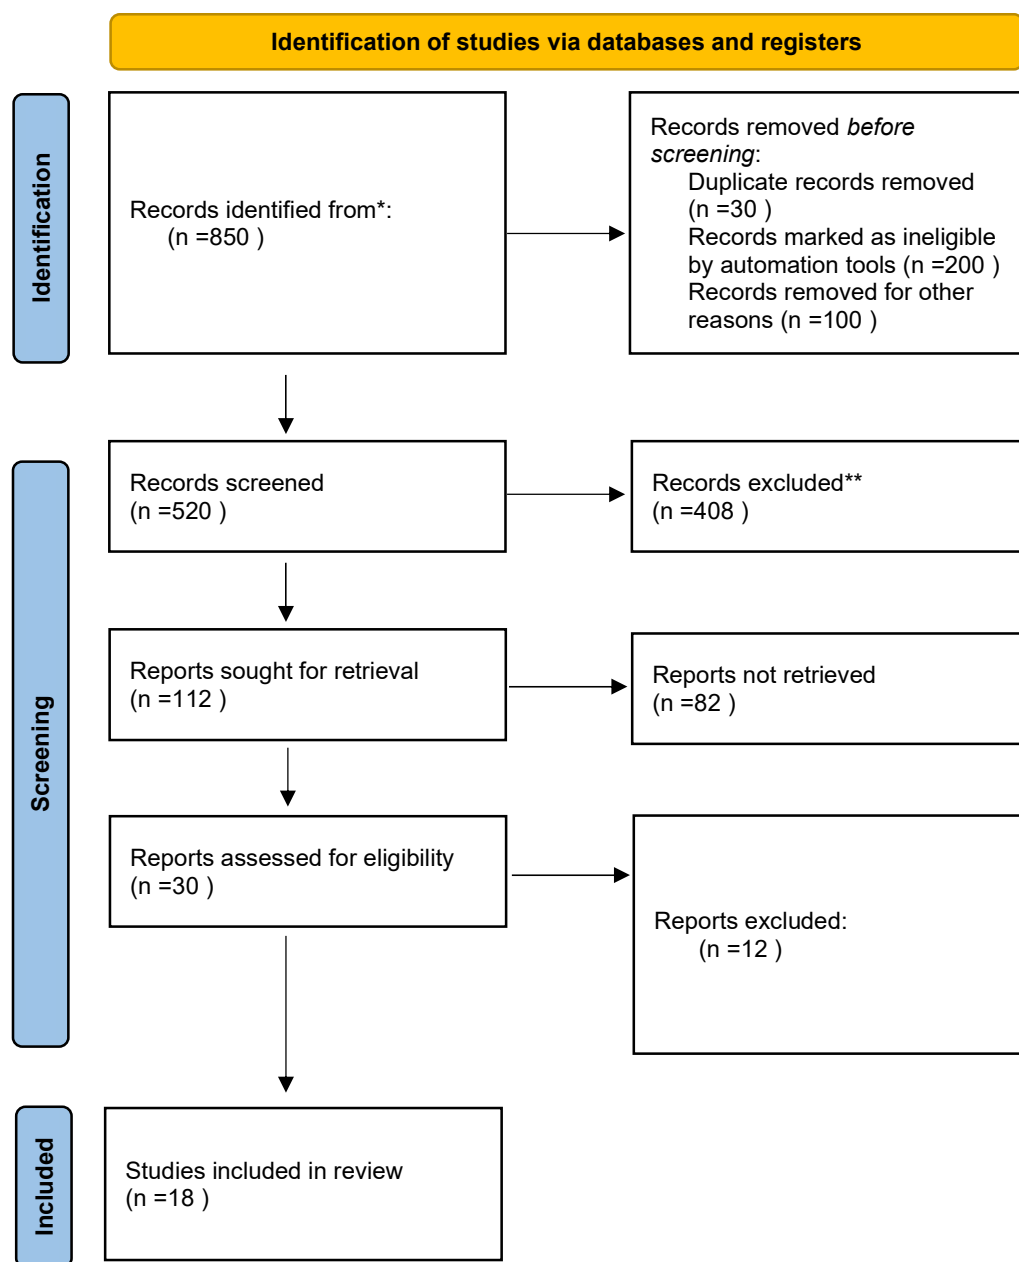 Identification of studies via databases and registers
Identification
Records identified from*:
(n =850 )
Records removed before
screening:
Duplicate records removed
(n =30 )
Records marked as ineligible
by automation tools (n =200 )
Records removed for other
reasons (n =100 )
Screening
Records screened
(n =520 )
Records excluded**
(n =408 )
Reports sought for retrieval
(n =112 )
Reports not retrieved
(n =82 )
Reports assessed for eligibility
(n =30 )
Reports excluded:
(n =12 )
Included
Studies included in review
(n =18 )